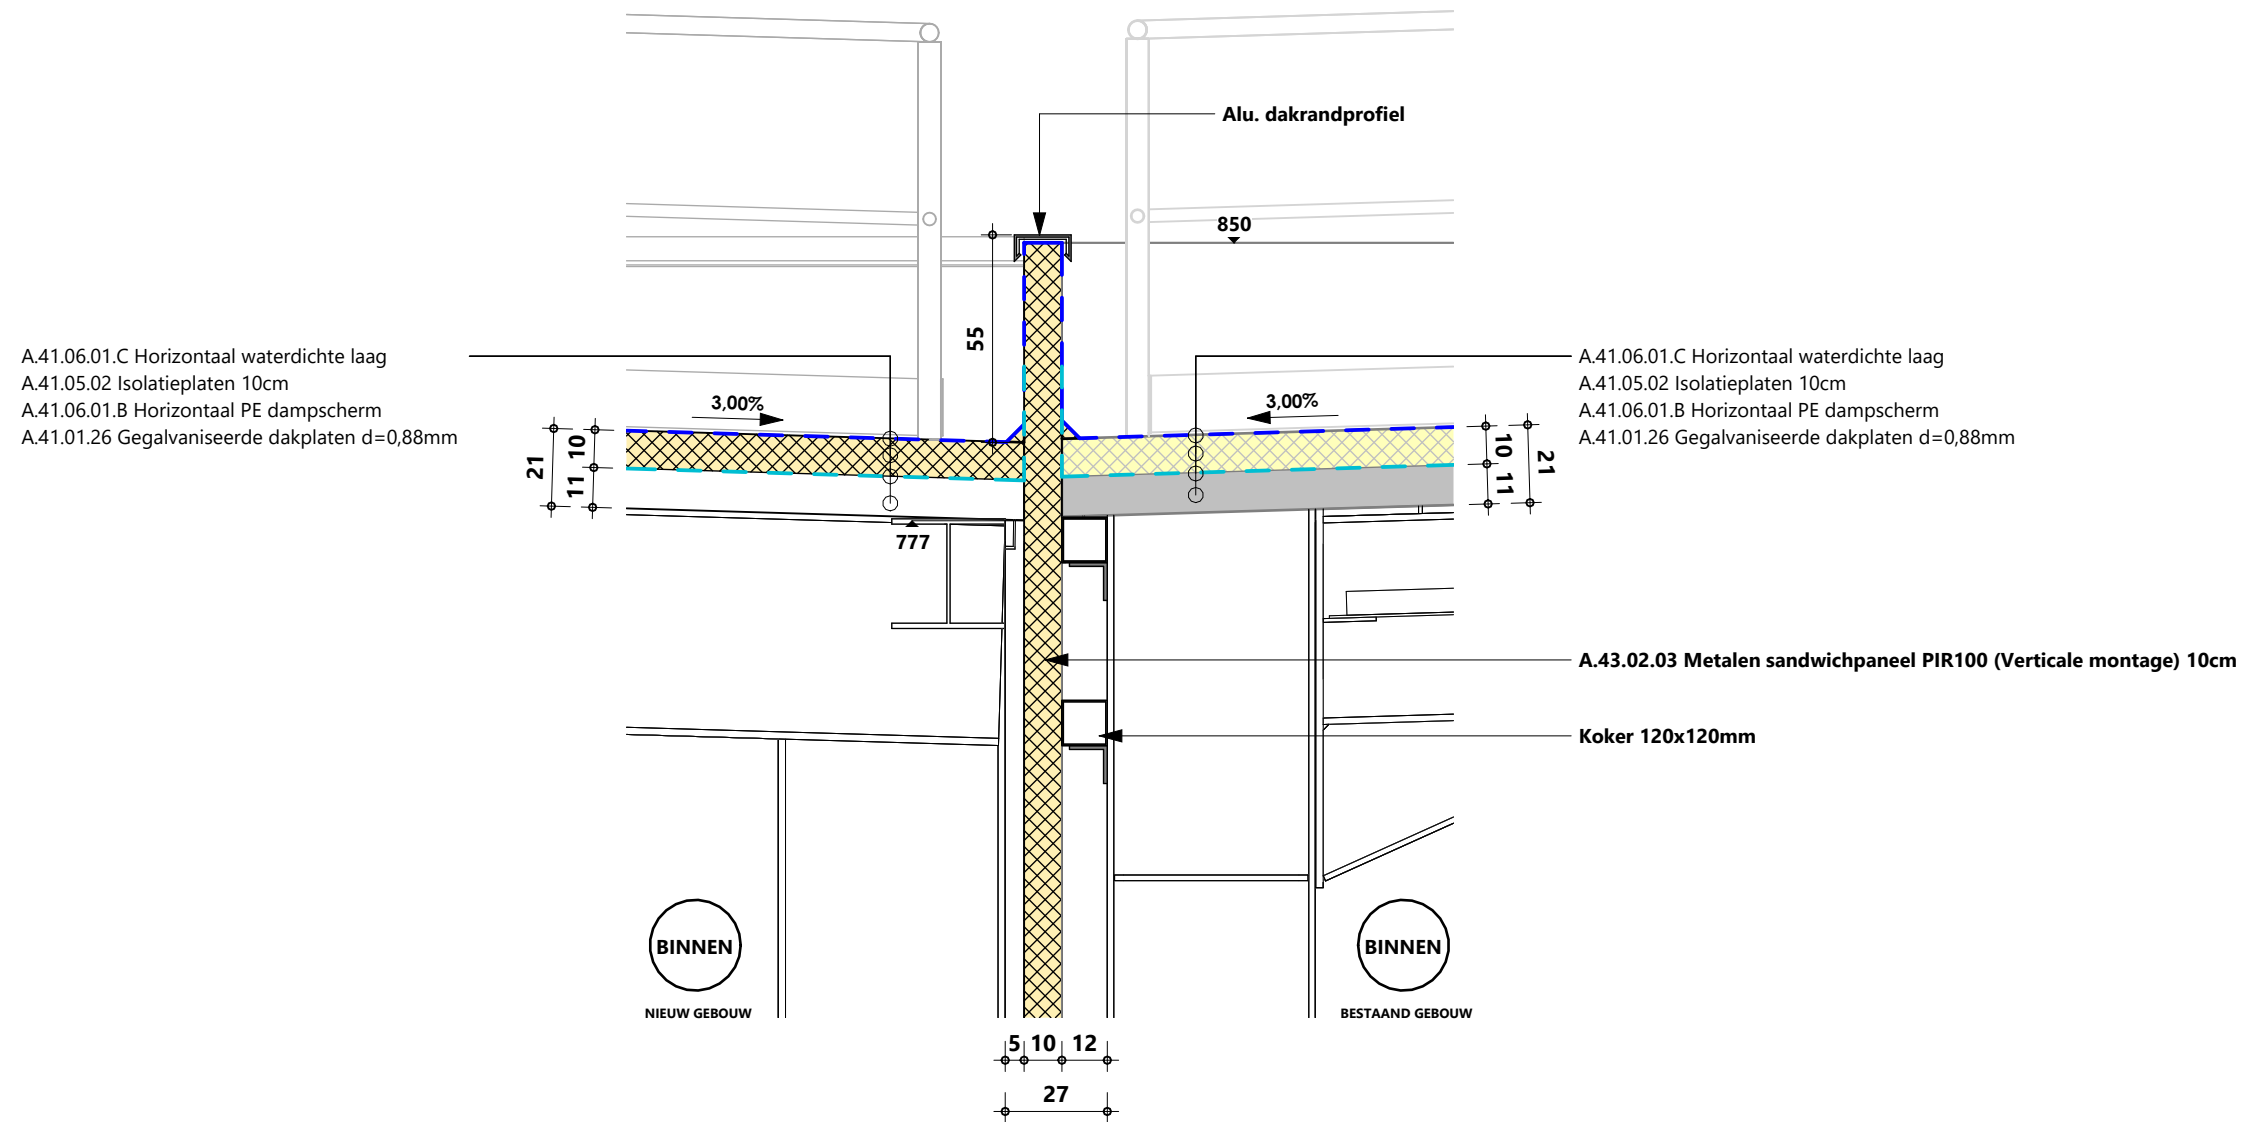 Alu. dakrandprofiel
850
55
A.41.06.01.C Horizontaal waterdichte laag
A.41.05.02 Isolatieplaten 10cm
A.41.06.01.B Horizontaal PE dampscherm
A.41.01.26 Gegalvaniseerde dakplaten d=0,88mm
A.41.06.01.C Horizontaal waterdichte laag
A.41.05.02 Isolatieplaten 10cm
A.41.06.01.B Horizontaal PE dampscherm
A.41.01.26 Gegalvaniseerde dakplaten d=0,88mm
3,00%
3,00%
21
10
11
10
11
21
777
A.43.02.03 Metalen sandwichpaneel PIR100 (Verticale montage) 10cm
Koker 120x120mm
BINNEN
NIEUW GEBOUW
BINNEN
BESTAAND GEBOUW
5 10 12
27